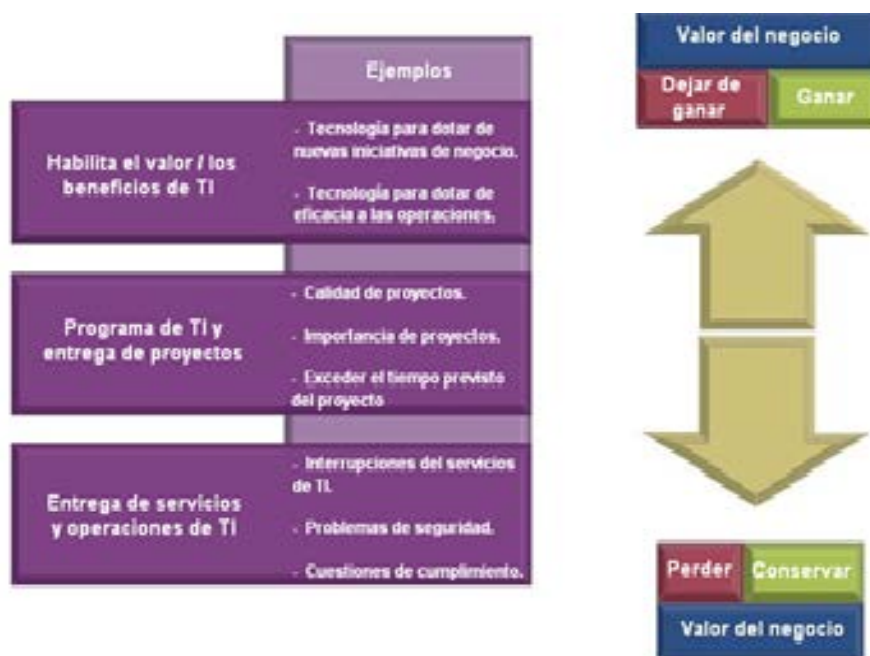 Ejemplos
Habilita el valor / los
beneficios de TI
- Tecnología para dotar de
nuevas iniciativas de negocio.
- Tecnología para dotar de
eficacia a las operaciones.
Programa de TI y
entrega de proyectos
- Calidad de proyectos.
- Importancia de proyectos.
- Exceder el tiempo previsto
del proyecto
Entrega de servicios
y operaciones de TI
- Interrupciones del servicios
de TI.
- Problemas de seguridad.
- Cuestiones de cumplimiento.
Valor del negocio
Dejar de
ganar
Ganar
Perder
Conservar
Valor del negocio